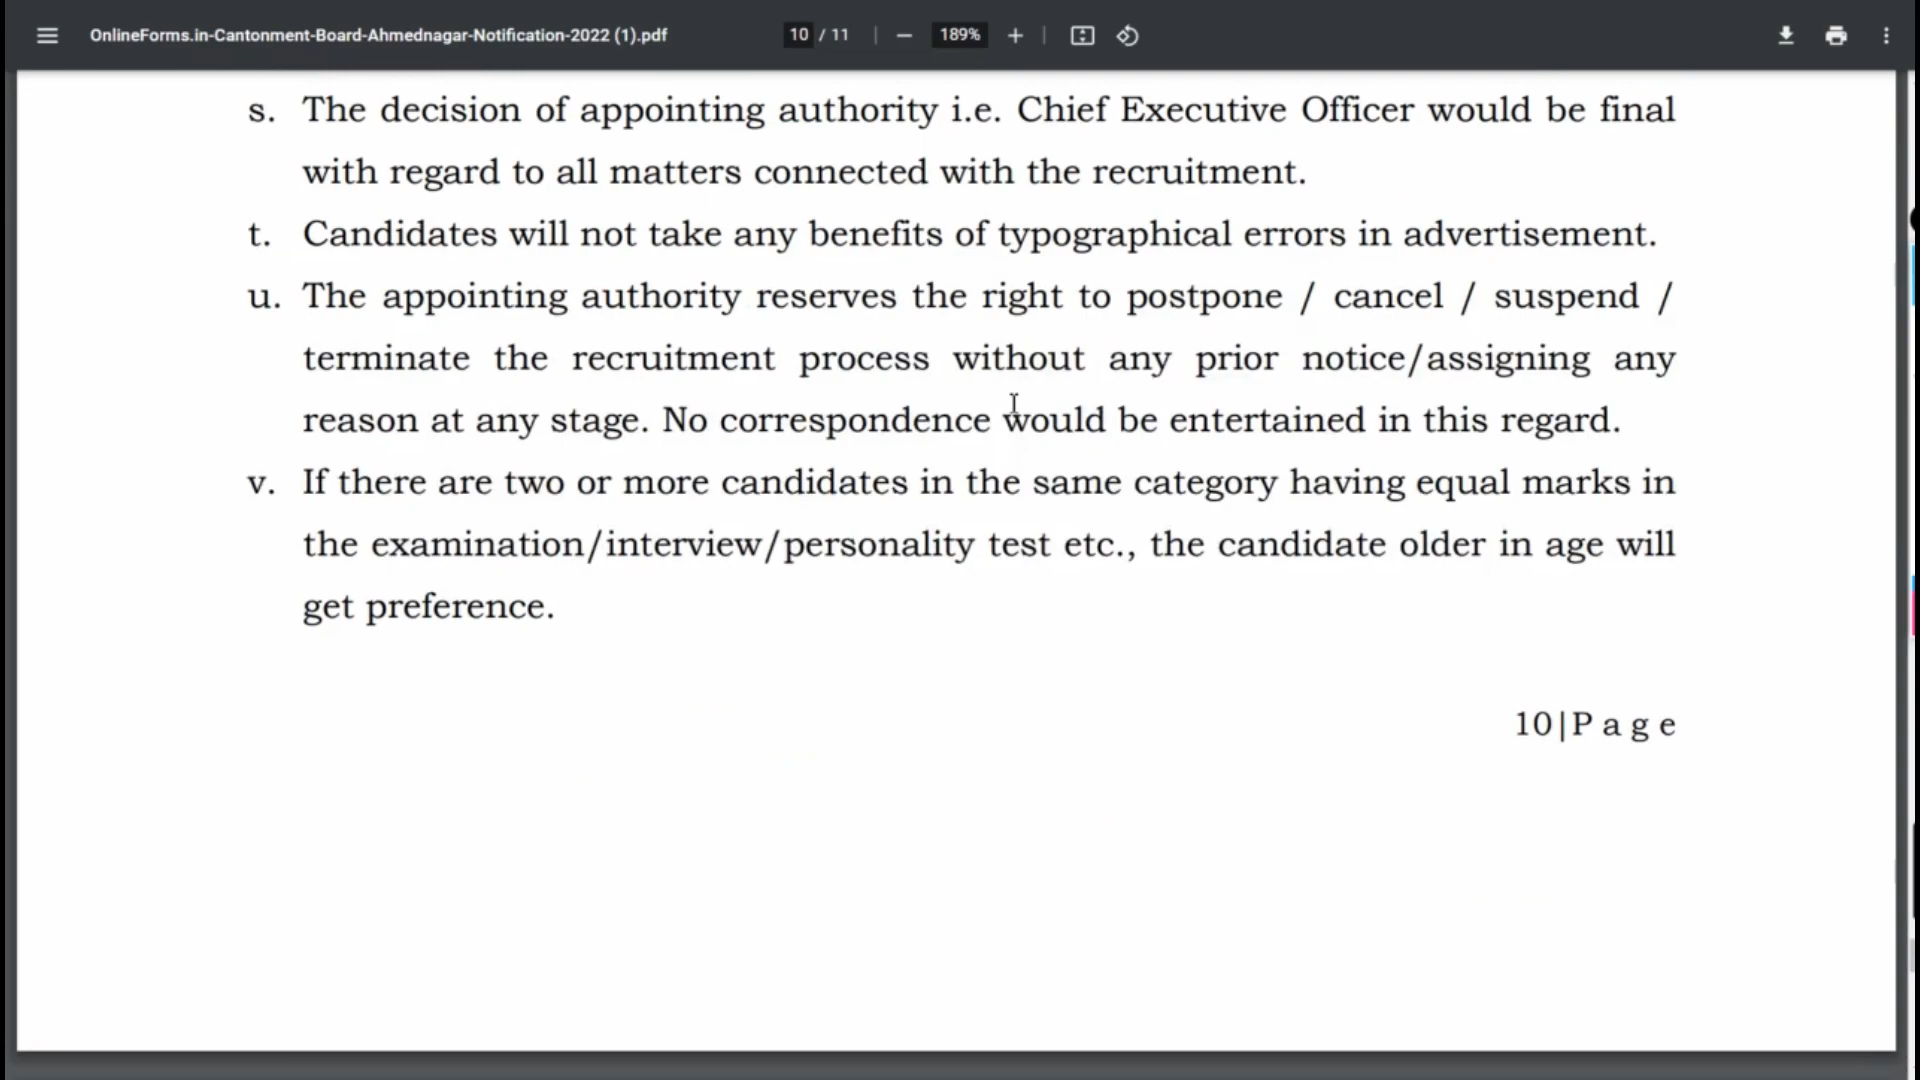 OnlineForms.in-Cantonment-Board-Ahmednagar-Notification-2022 (1).pdf 10 / 11 189%
s. The decision of appointing authority i.e. Chief Executive Officer would be final
with regard to all matters connected with the recruitment.
t. Candidates will not take any benefits of typographical errors in advertisement.
u. The appointing authority reserves the right to postpone / cancel / suspend /
terminate the recruitment process without any prior notice/assigning any
reason at any stage. No correspondence would be entertained in this regard.
v. If there are two or more candidates in the same category having equal marks in
the examination/interview/personality test etc., the candidate older in age will
get preference.
10|P a g e